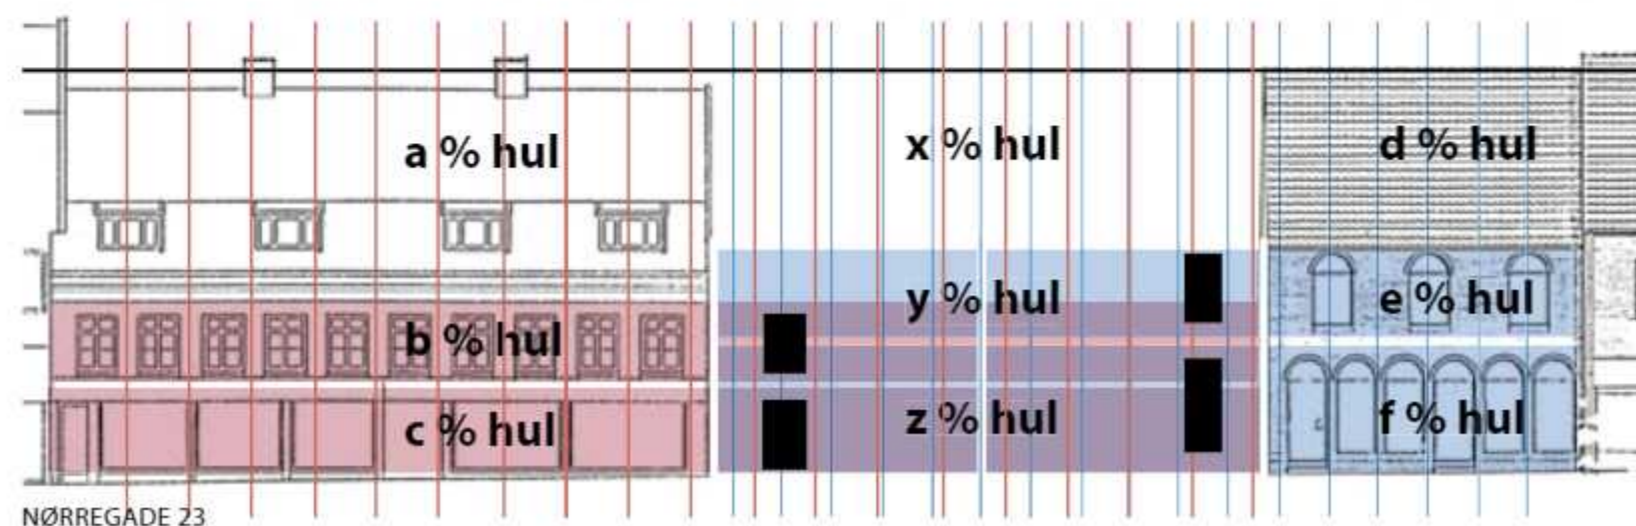 a % hul
x % hul
d % hul
y % hul
e % hul
b % hul
z % hul
f % hul
c % hul
NØRREGADE 23